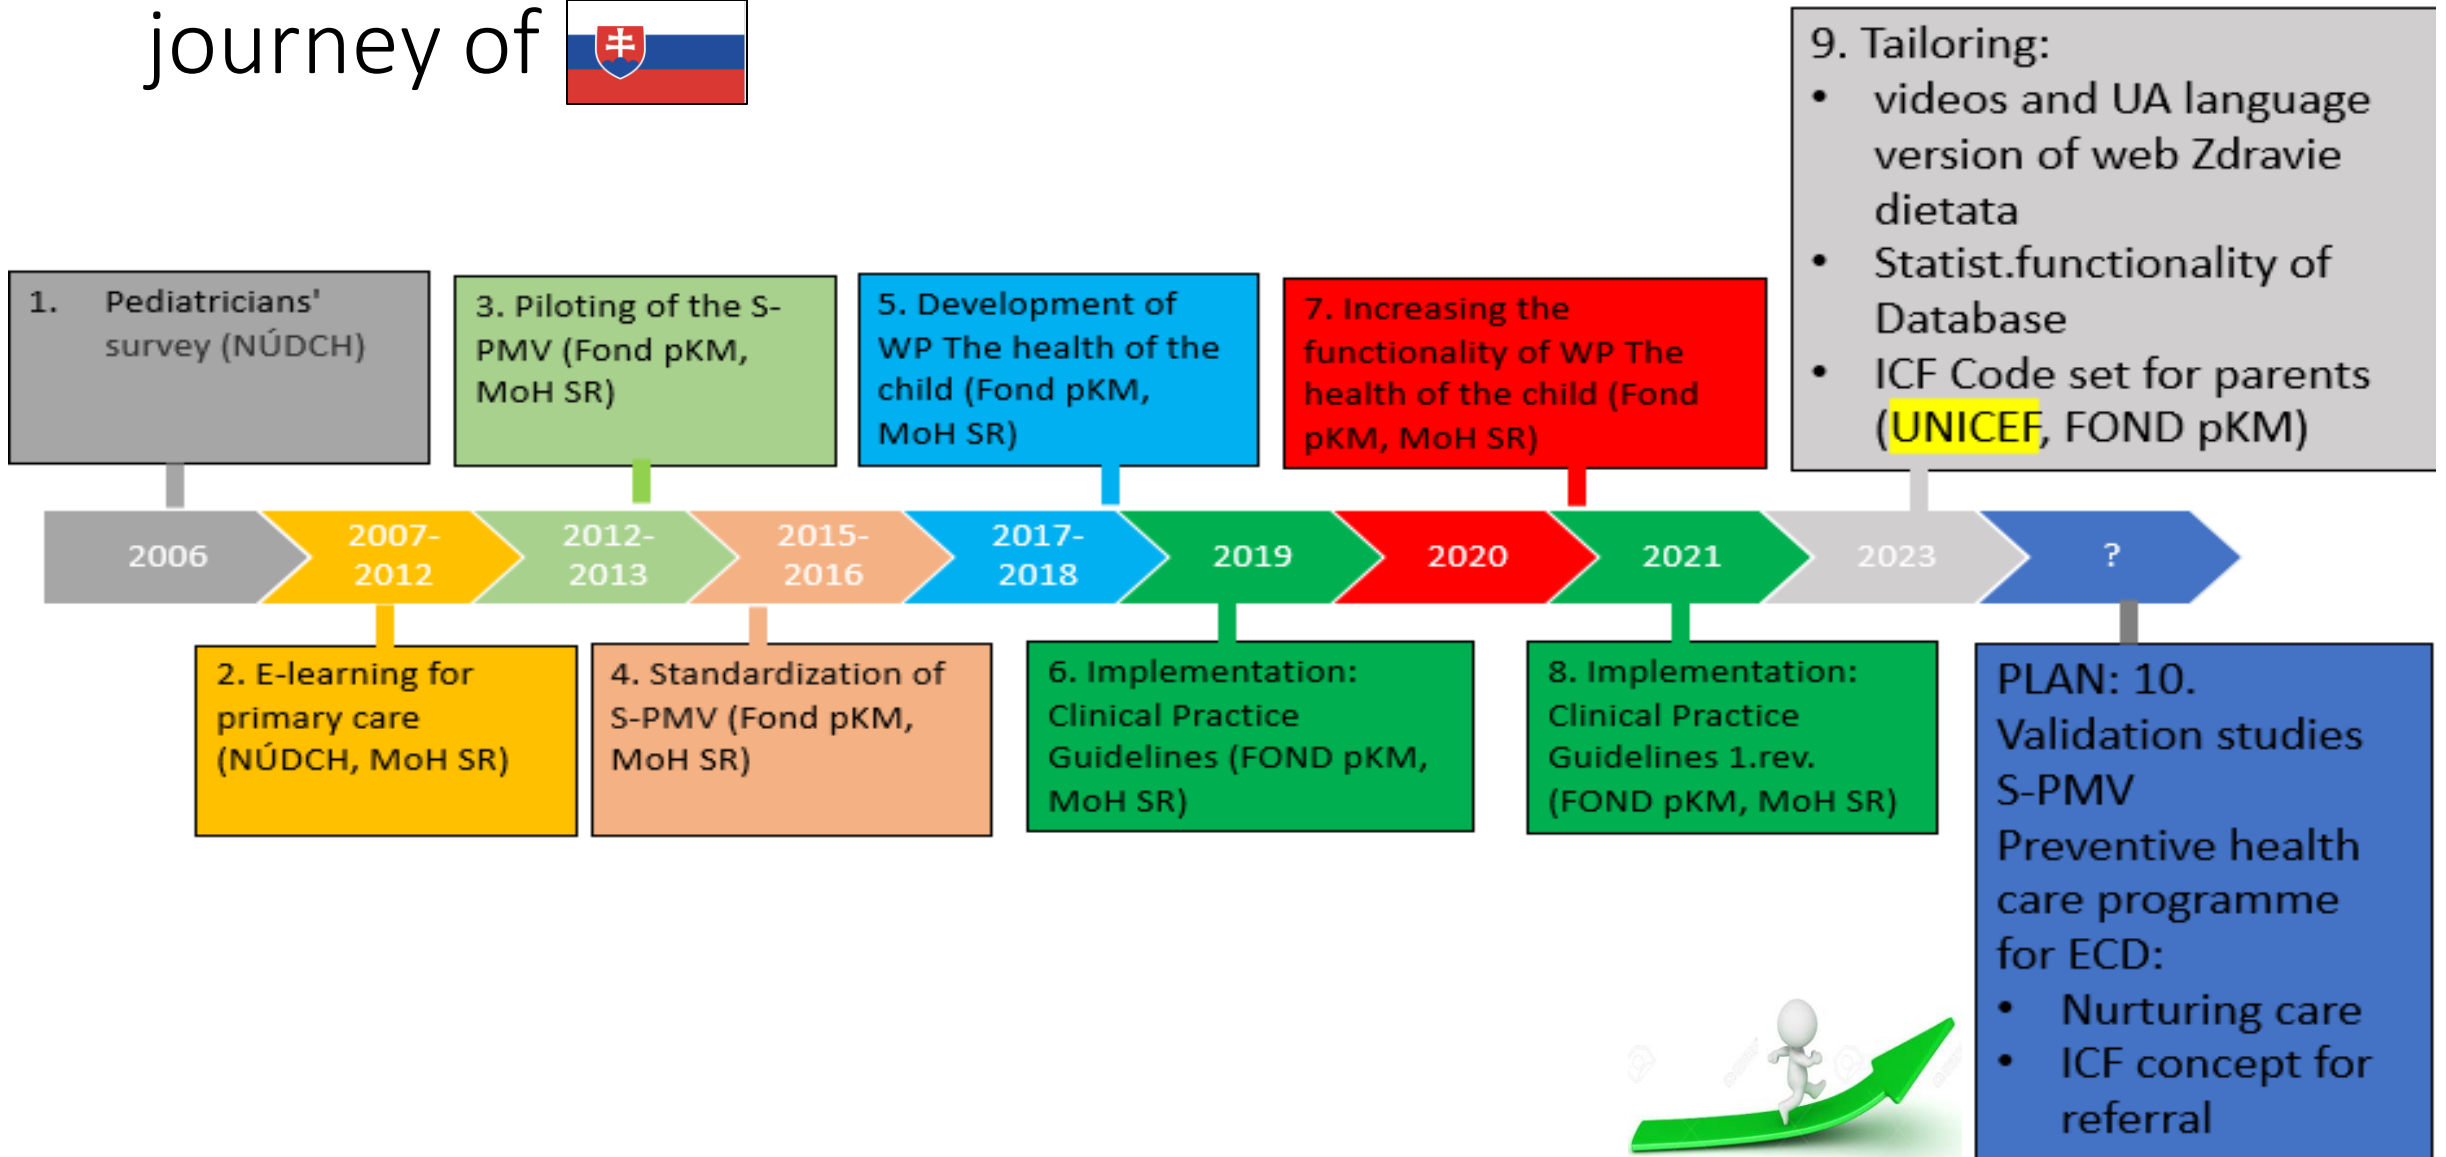 journey of
9. Tailoring:
• videos and UA language
version of web Zdravie
dietata
• Statist.functionality of
Database
• ICF Code set for parents
(UNICEF, FOND pKM)
1. Pediatricians'
survey (NÚDCH)
3. Piloting of the S-
PMV (Fond pKM,
MoH SR)
5. Development of
WP The health of the
child (Fond pKM,
MoH SR)
7. Increasing the
functionality of WP The
health of the child (Fond
pKM, MoH SR)
2006
2007-
2012
2012-
2013
2015-
2016
2017-
2018
2019
2020
2021
2023
?
2. E-learning for
primary care
(NÚDCH, MoH SR)
4. Standardization of
S-PMV (Fond pKM,
MoH SR)
6. Implementation:
Clinical Practice
Guidelines (FOND pKM,
MoH SR)
8. Implementation:
Clinical Practice
Guidelines 1.rev.
(FOND pKM, MoH SR)
PLAN: 10.
Validation studies
S-PMV
Preventive health
care programme
for ECD:
• Nurturing care
• ICF concept for
referral